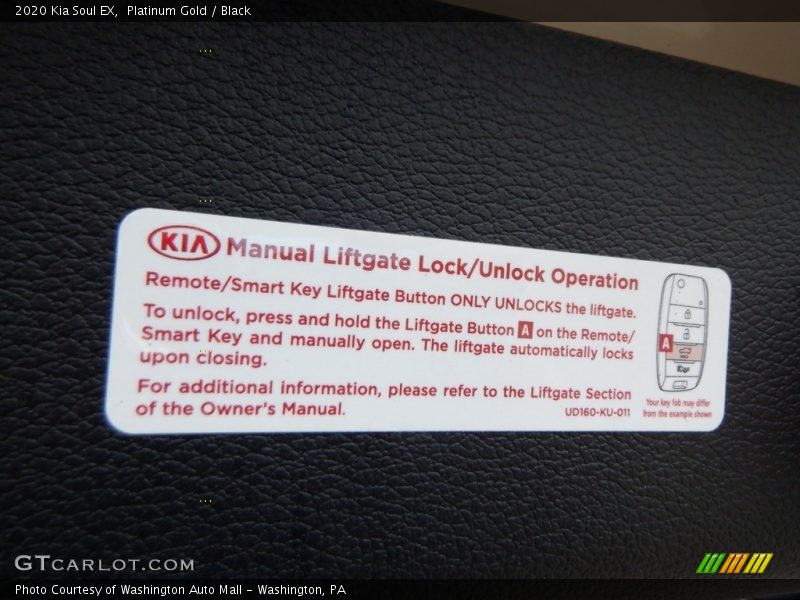 2020 Kia Soul EX,  Platinum Gold / Black
KIA Manual Liftgate Lock/Unlock Operation
Remote/Smart Key Liftgate Button ONLY UNLOCKS the liftgate.
To unlock, press and hold the Liftgate Button A on the Remote/
Smart Key and manually open. The liftgate automatically locks
upon closing.
For additional information, please refer to the Liftgate Section
of the Owner's Manual.
UD160-KU-011
A
Your key fob may differ
from the example shown
GTCARLOT.COM
Photo Courtesy of Washington Auto Mall – Washington, PA